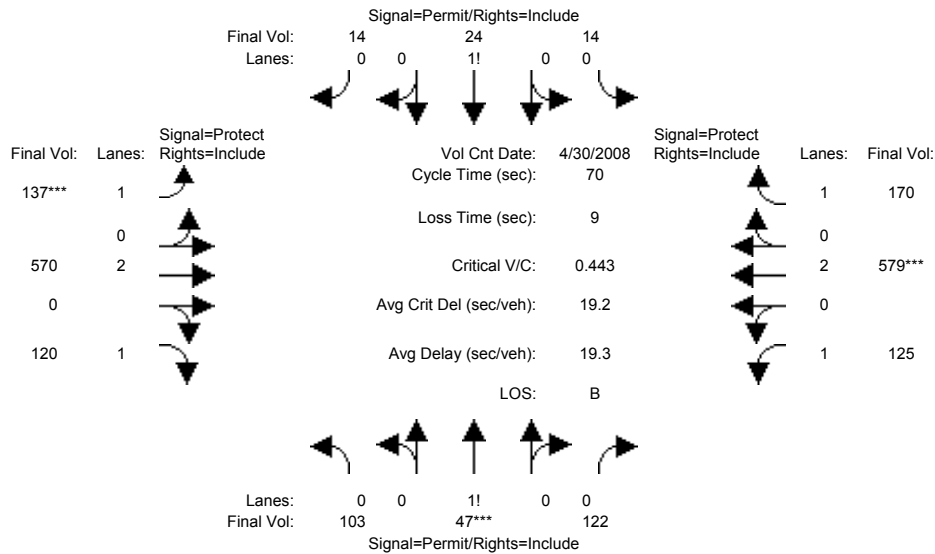 Signal=Permit/Rights=Include
Final Vol: 14 24 14
Lanes: 0 0 1! 0 0
Signal=Protect
Final Vol: Lanes: Rights=Include
Vol Cnt Date: 4/30/2008
Signal=Protect
Rights=Include Lanes: Final Vol:
Cycle Time (sec): 70
137*** 1
1 170
Loss Time (sec): 9
0
0
570 2
Critical V/C: 0.443
2 579***
0
Avg Crit Del (sec/veh): 19.2
0
120 1
Avg Delay (sec/veh): 19.3
1 125
LOS: B
Lanes: 0 0 1! 0 0
Final Vol: 103 47*** 122
Signal=Permit/Rights=Include